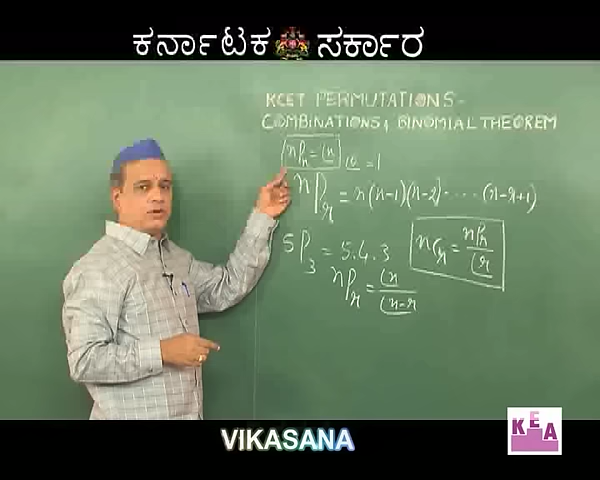 ಕರ್ನಾಟಕ ಸರ್ಕಾರ
KCET PERMUTATIONS -
COMBINATIONS & BINOMIAL THEOREM
nPn = ⌊n ⌊0 = 1
nPr = n(n-1)(n-2)- - - - (n-r+1)
5P3 = 5.4.3
nCr = nPr / ⌊r
nPr = ⌊n / ⌊n-r
KEA
VIKASANA